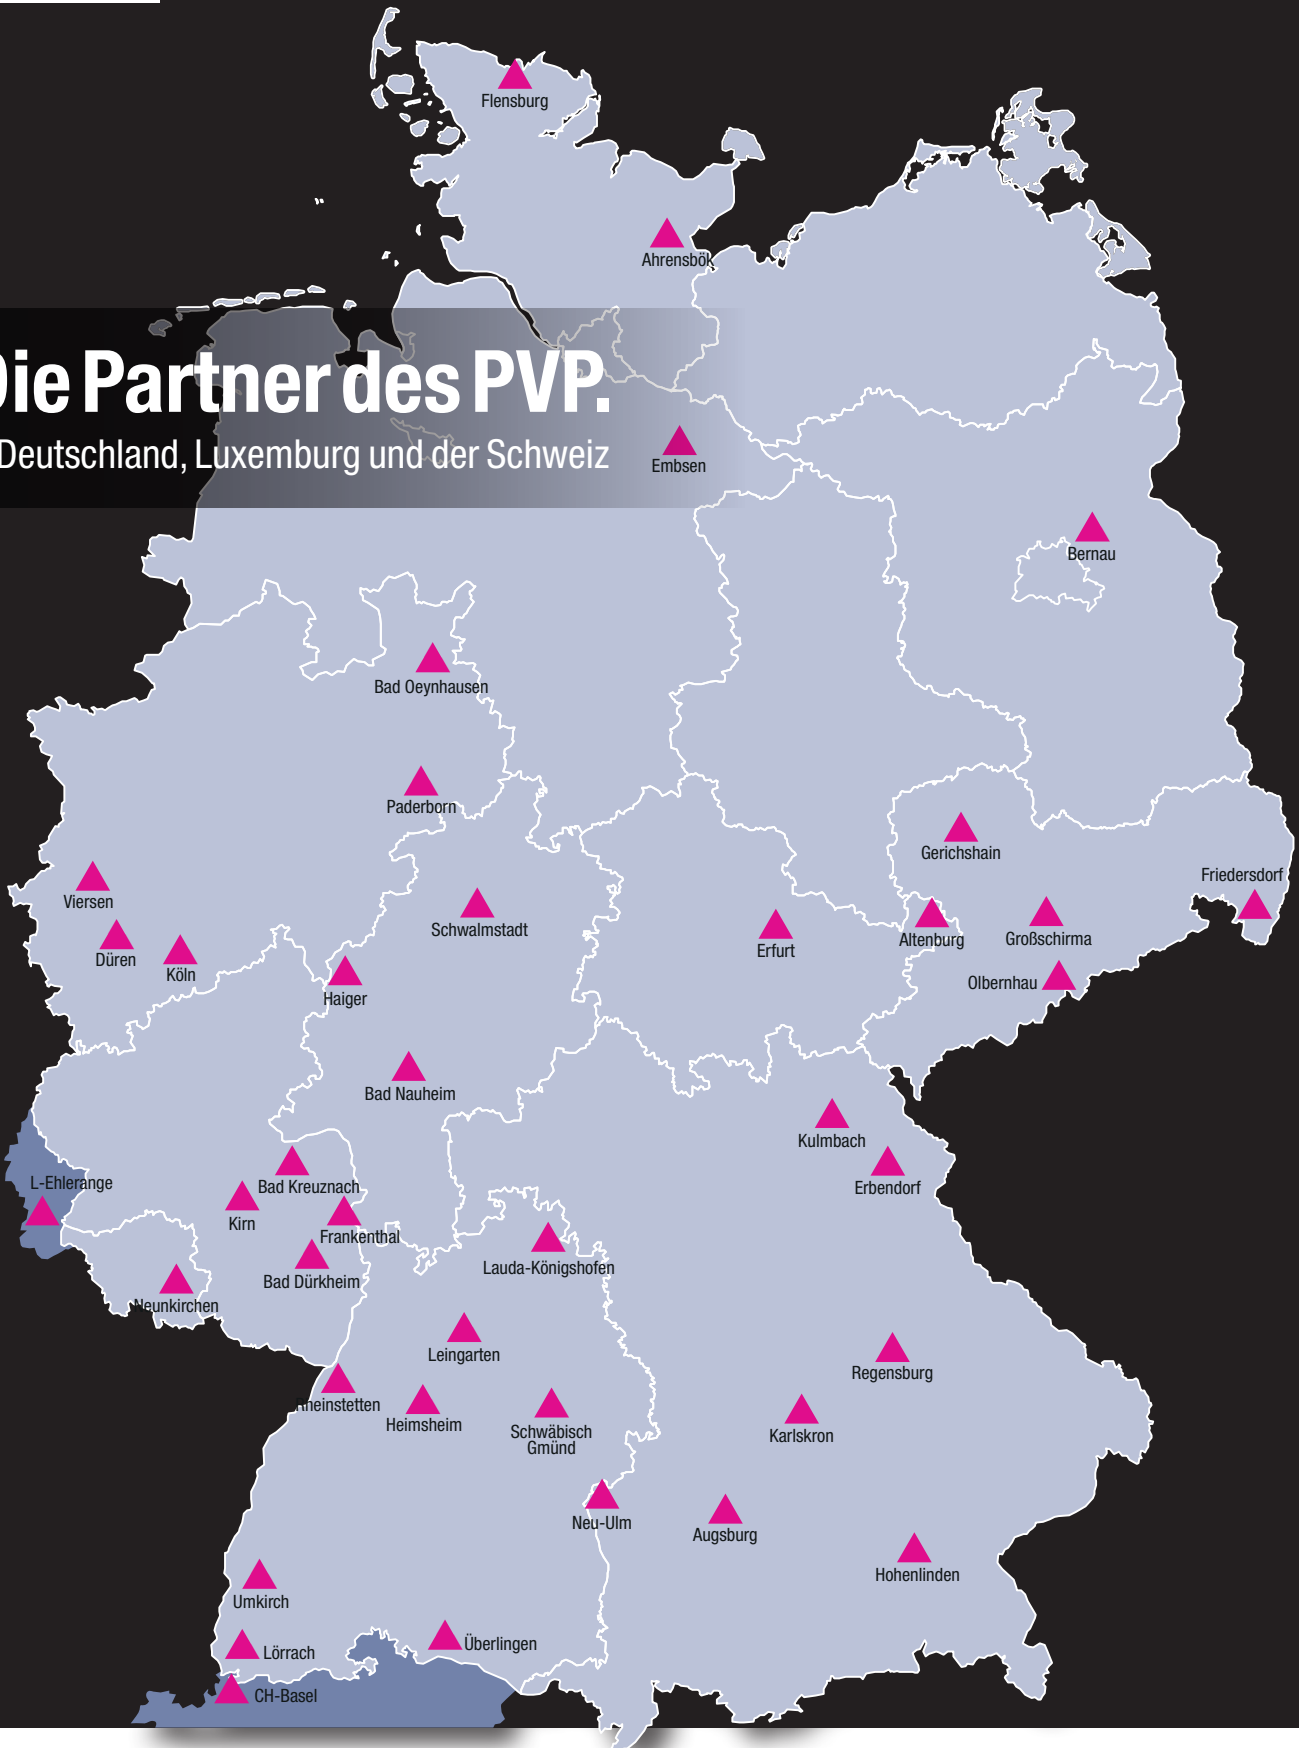 Flensburg
Ahrensbök
Die Partner des PVP.
Deutschland, Luxemburg und der Schweiz
Embsen
Bernau
Bad Oeynhausen
Paderborn
Gerichshain
Friedersdorf
Viersen
Schwalmstadt
Altenburg
Großschirma
Erfurt
Düren
Köln
Olbernhau
Haiger
Bad Nauheim
Kulmbach
L-Ehlerange
Bad Kreuznach
Erbendorf
Kirn
Frankenthal
Lauda-Königshofen
Bad Dürkheim
Neunkirchen
Leingarten
Regensburg
Rheinstetten
Heimsheim
Schwäbisch
Gmünd
Karlskron
Neu-Ulm
Augsburg
Hohenlinden
Umkirch
Überlingen
Lörrach
CH-Basel